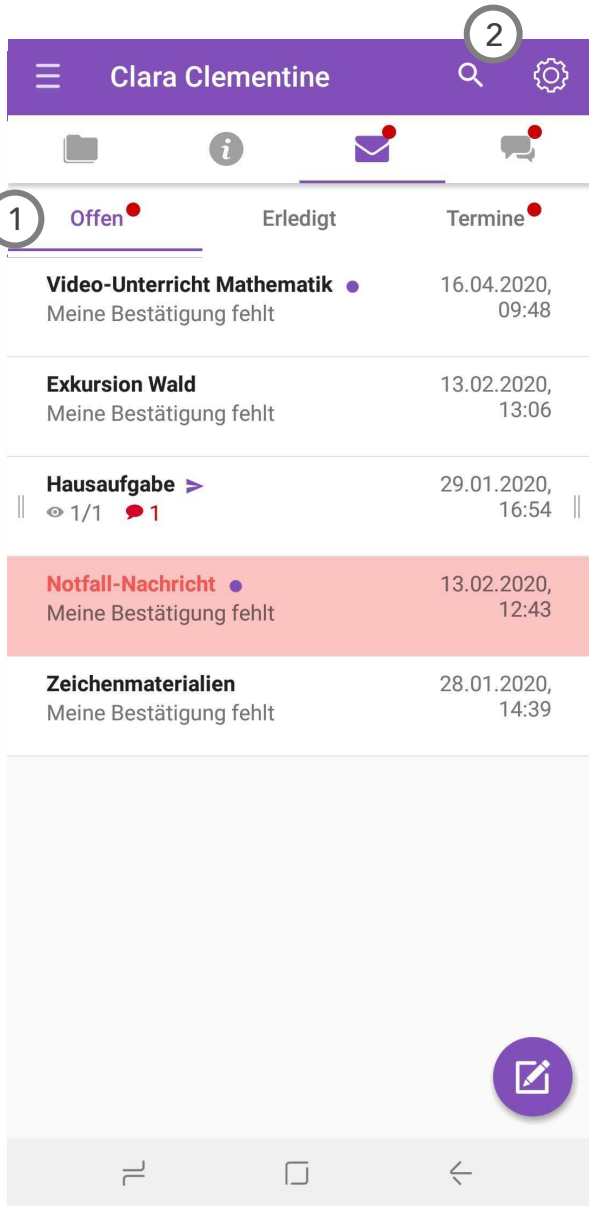 2
Clara Clementine
1 Offen Erledigt Termine
Video-Unterricht Mathematik 16.04.2020,
Meine Bestätigung fehlt 09:48
Exkursion Wald 13.02.2020,
Meine Bestätigung fehlt 13:06
Hausaufgabe 29.01.2020,
1/1 1 16:54
Notfall-Nachricht 13.02.2020,
Meine Bestätigung fehlt 12:43
Zeichenmaterialien 28.01.2020,
Meine Bestätigung fehlt 14:39